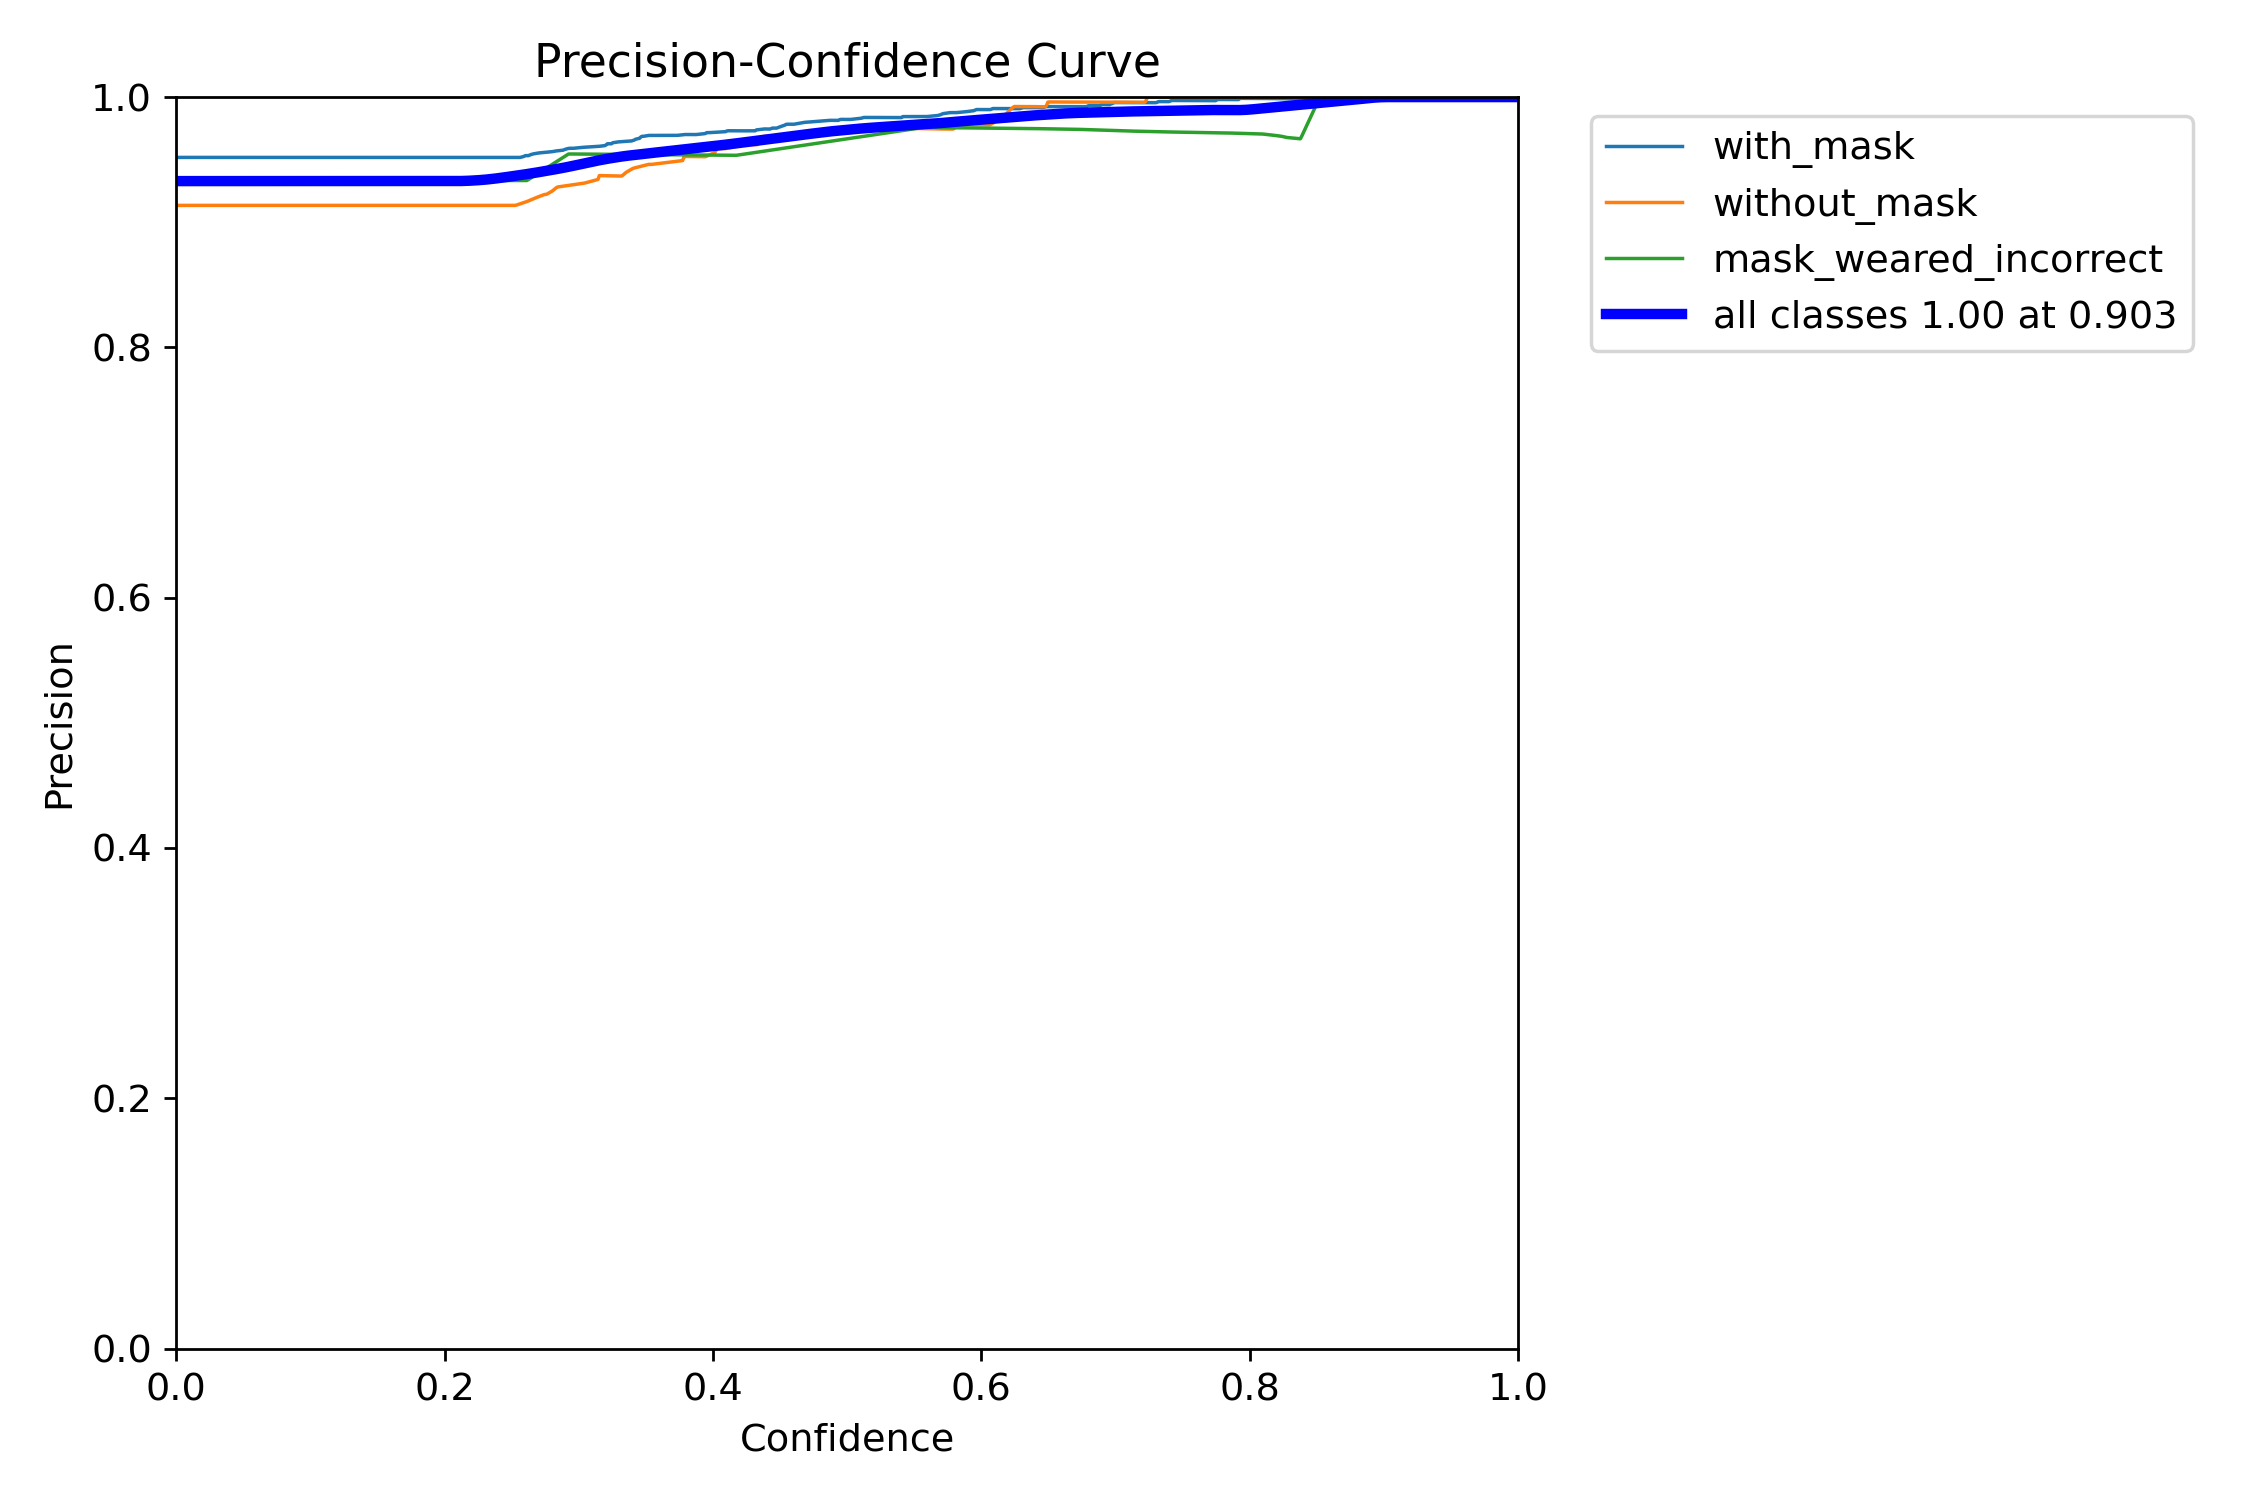 Precision-Confidence Curve
1.0
0.8
0.6
0.4
0.2
0.0
Precision
0.0 0.2 0.4 0.6 0.8 1.0
Confidence
with_mask
without_mask
mask_weared_incorrect
all classes 1.00 at 0.903